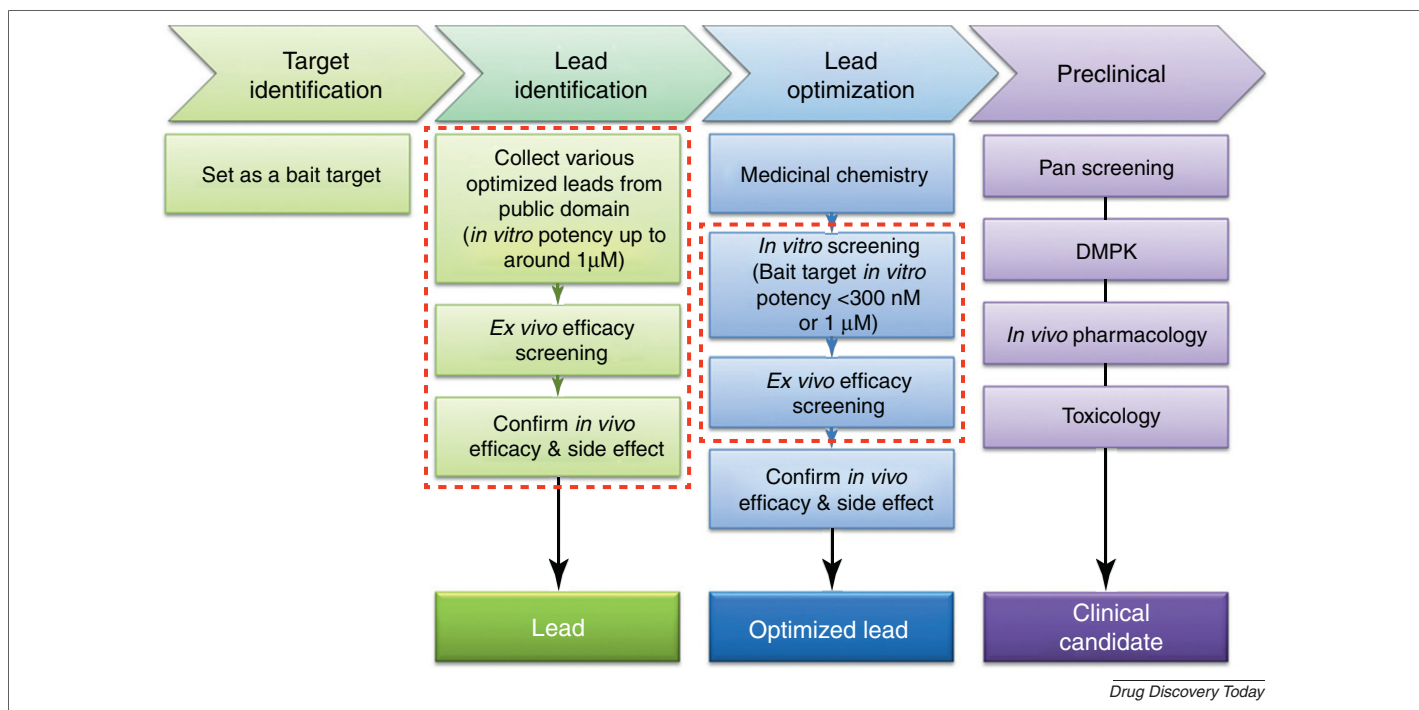 Target
identification
Lead
identification
Lead
optimization
Preclinical
Set as a bait target
Collect various
optimized leads from
public domain
(in vitro potency up to
around 1μM)
Ex vivo efficacy
screening
Confirm in vivo
efficacy & side effect
Lead
Medicinal chemistry
In vitro screening
(Bait target in vitro
potency <300 nM
or 1 μM)
Ex vivo efficacy
screening
Confirm in vivo
efficacy & side effect
Optimized lead
Pan screening
DMPK
In vivo pharmacology
Toxicology
Clinical
candidate
Drug Discovery Today